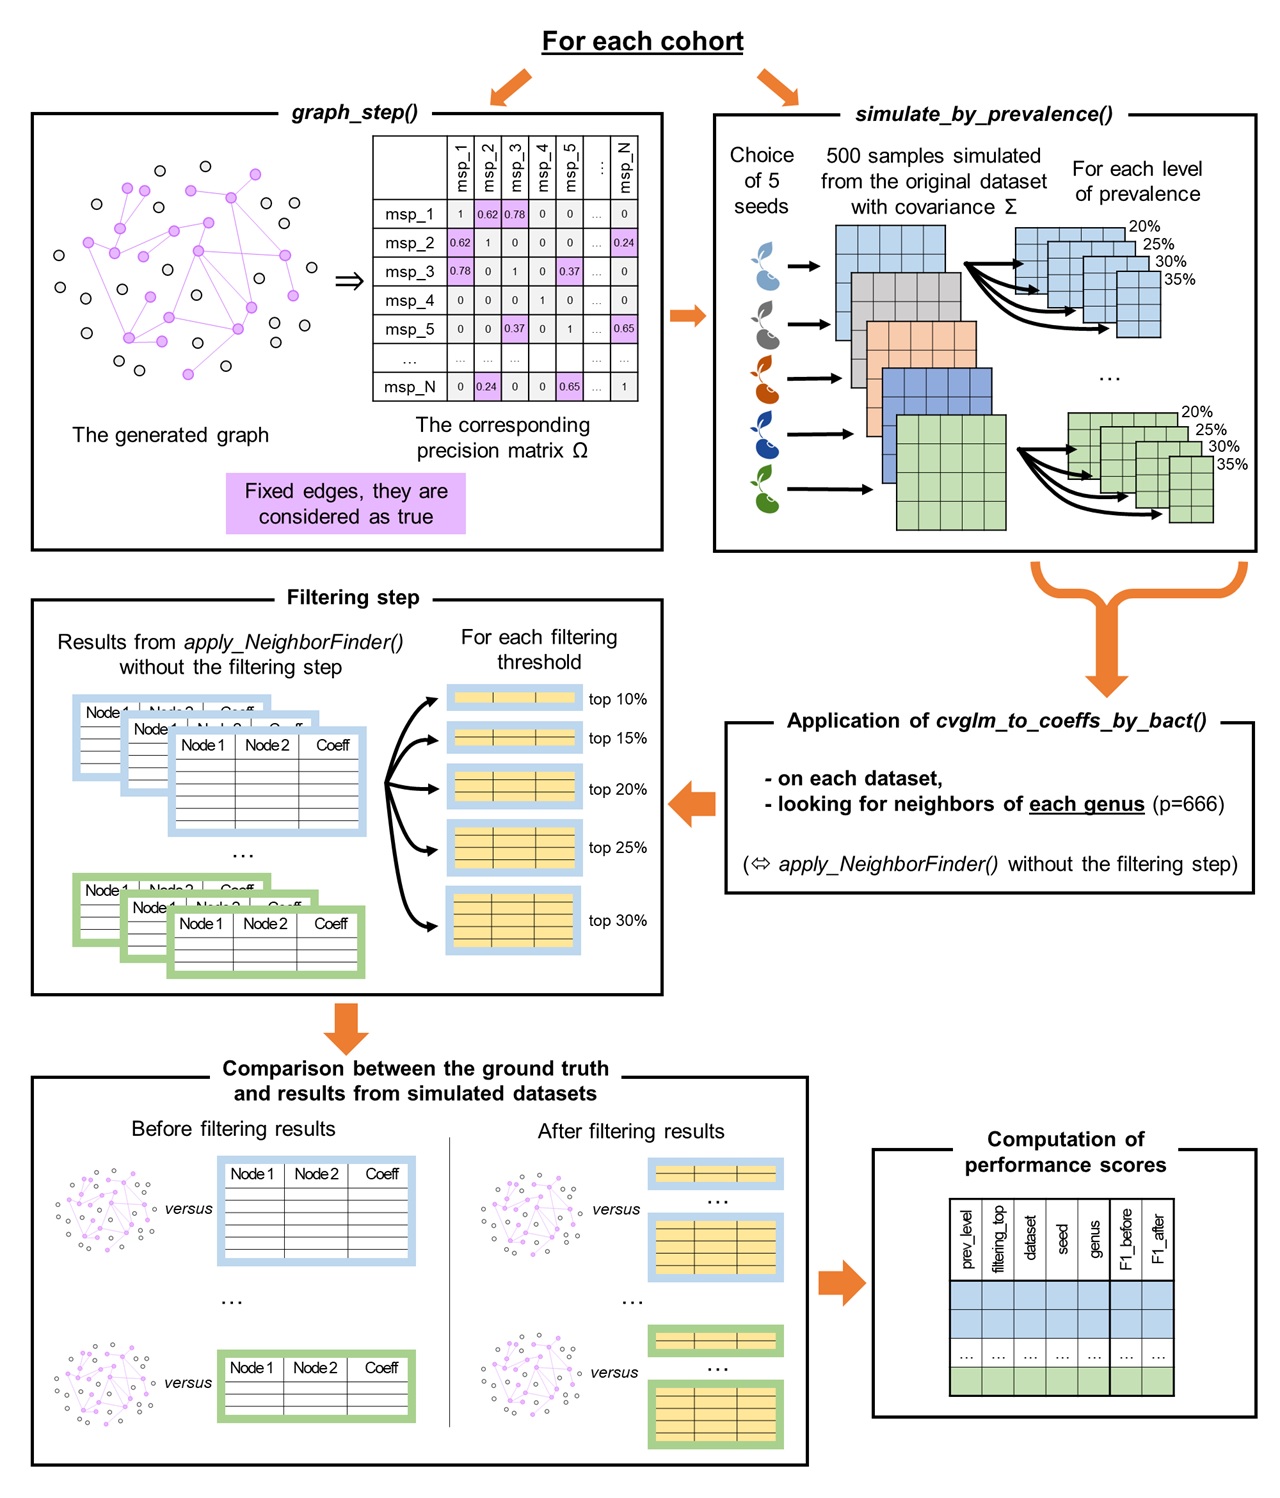 For each cohort
graph_step()
msp_1 msp_2 msp_3 msp_4 msp_5 ... msp_N
msp_1 1 0.62 0.78 0 0 ... 0
msp_2 0.62 1 0 0 0 ... 0.24
msp_3 0.78 0 1 0 0.37 ... 0
msp_4 0 0 0 1 0 ... 0
msp_5 0 0 0.37 0 1 ... 0.65
... ... ... ... ...
msp_N 0 0.24 0 0 0.65 ... 1
⇒
The generated graph
The corresponding
precision matrix Ω
Fixed edges, they are
considered as true
simulate_by_prevalence()
Choice
of 5
seeds
500 samples simulated
from the original dataset
with covariance Σ
For each level
of prevalence
20%
25%
30%
35%
...
20%
25%
30%
35%
Filtering step
Results from apply_NeighborFinder()
without the filtering step
For each filtering
threshold
Node 1 Node 2 Coeff
Node 1 Coeff
Node 1 Node 2 Coeff
...
Node 1 Node 2 Coeff
Node 1 Coeff
Node 1 Node 2 Coeff
top 10%
top 15%
top 20%
top 25%
top 30%
Application of cvglm_to_coeffs_by_bact()
- on each dataset,
- looking for neighbors of each genus (p=666)
(⇔ apply_NeighborFinder() without the filtering step)
Comparison between the ground truth
and results from simulated datasets
Before filtering results
versus
Node 1 Node 2 Coeff
...
versus
Node 1 Node 2 Coeff
After filtering results
versus
...
...
versus
...
Computation of
performance scores
prev_level filtering_top dataset seed genus F1_before F1_after
... ... ... ... ... ... ...